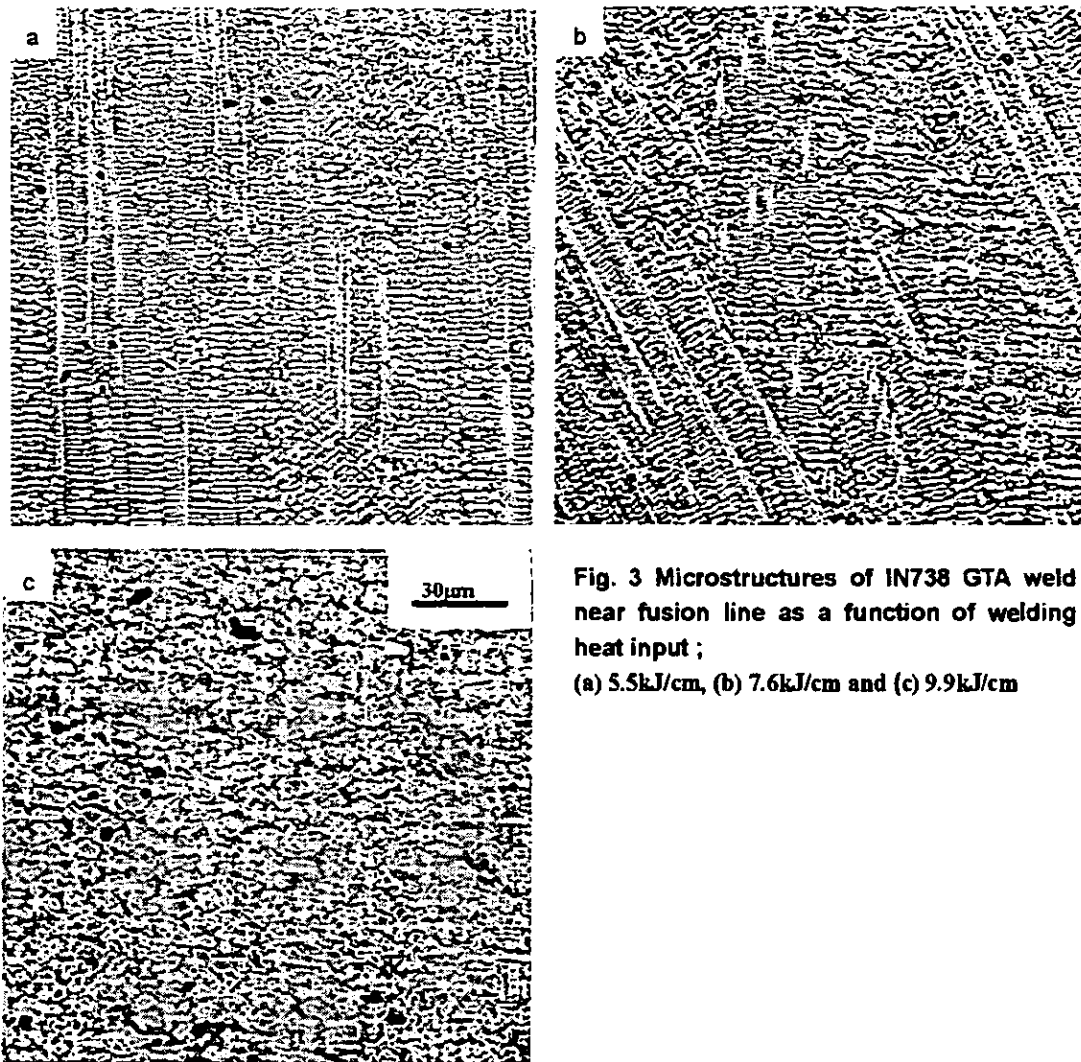 a
b
c
30μm
Fig. 3 Microstructures of IN738 GTA weld
near fusion line as a function of welding
heat input ;
(a) 5.5kJ/cm, (b) 7.6kJ/cm and (c) 9.9kJ/cm